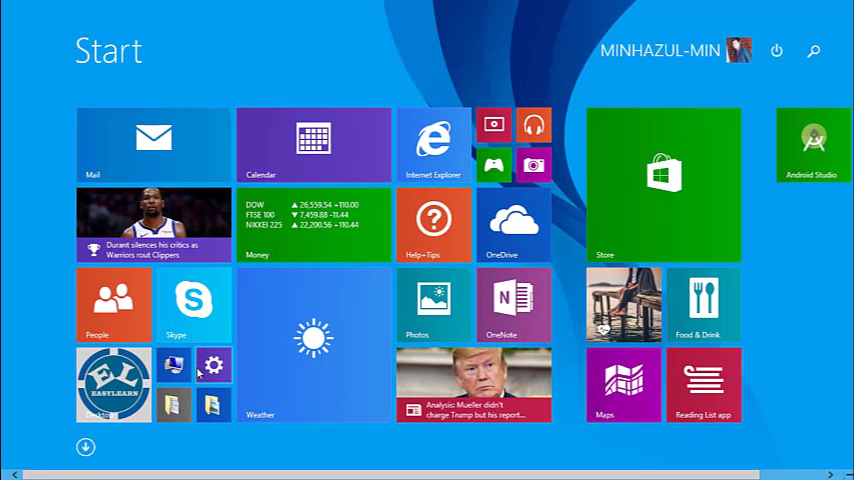 Start
MINHAZUL-MIN
Mail
Calendar
Internet Explorer
Store
Android Studio
Durant silences his critics as
Warriors rout Clippers
DOW ▲ 26,559.54 +110.00
FTSE 100 ▼ 7,459.88 -11.44
NIKKEI 225 ▲ 22,200.56 +110.44
Money
Help+Tips
OneDrive
People
Skype
Weather
Photos
OneNote
Food & Drink
EL
EASYLEARN
Desktop
Analysis: Mueller didn't
charge Trump but his report...
Maps
Reading List app